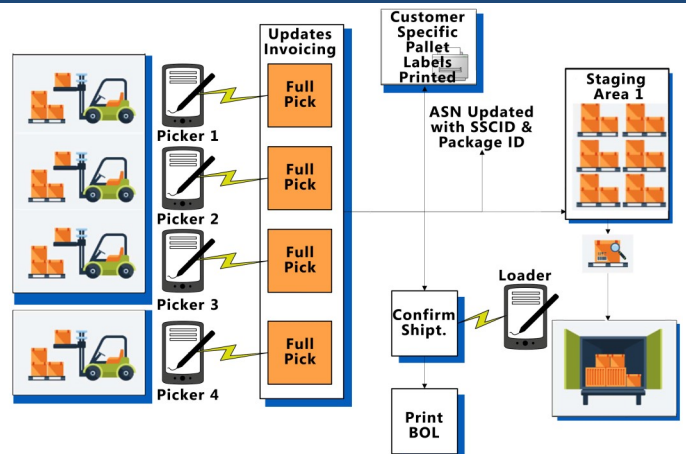 Updates
Invoicing
Full
Pick
Full
Pick
Full
Pick
Full
Pick
Picker 1
Picker 2
Picker 3
Picker 4
Customer
Specific
Pallet
Labels
Printed
ASN Updated
with SSCID &
Package ID
Staging
Area 1
Loader
Confirm
Shipt.
Print
BOL